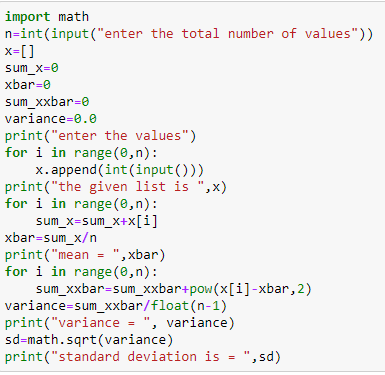 import math
n=int(input("enter the total number of values"))
x=[]
sum_x=0
xbar=0
sum_xxbar=0
variance=0.0
print("enter the values")
for i in range(0,n):
    x.append(int(input()))
print("the given list is ",x)
for i in range(0,n):
    sum_x=sum_x+x[i]
xbar=sum_x/n
print("mean = ",xbar)
for i in range(0,n):
    sum_xxbar=sum_xxbar+pow(x[i]-xbar,2)
variance=sum_xxbar/float(n-1)
print("variance = ", variance)
sd=math.sqrt(variance)
print("standard deviation is = ",sd)